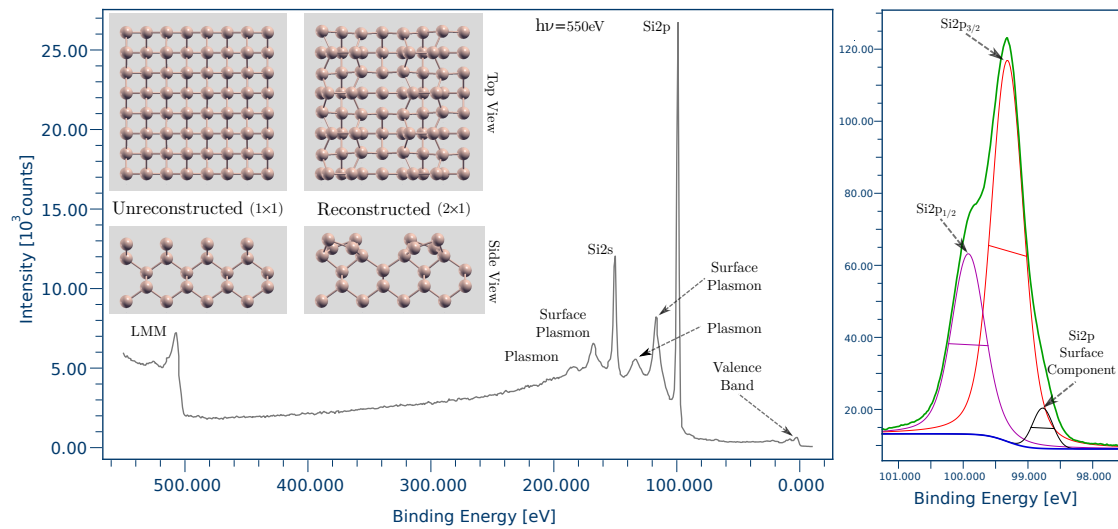 hν=550eV
Si2p
25.00
20.00
15.00
10.00
5.00
0.00
Intensity [10³counts]
Top View
Unreconstructed (1×1)
Reconstructed (2×1)
Side View
LMM
Plasmon
Surface
Plasmon
Si2s
Surface
Plasmon
Plasmon
Valence
Band
500.000
400.000
300.000
200.000
100.000
0.000
Binding Energy [eV]
Si2p3/2
Si2p1/2
Si2p
Surface
Component
120.00
100.00
80.00
60.00
40.00
20.00
101.00
100.00
99.00
98.00
Binding Energy [eV]